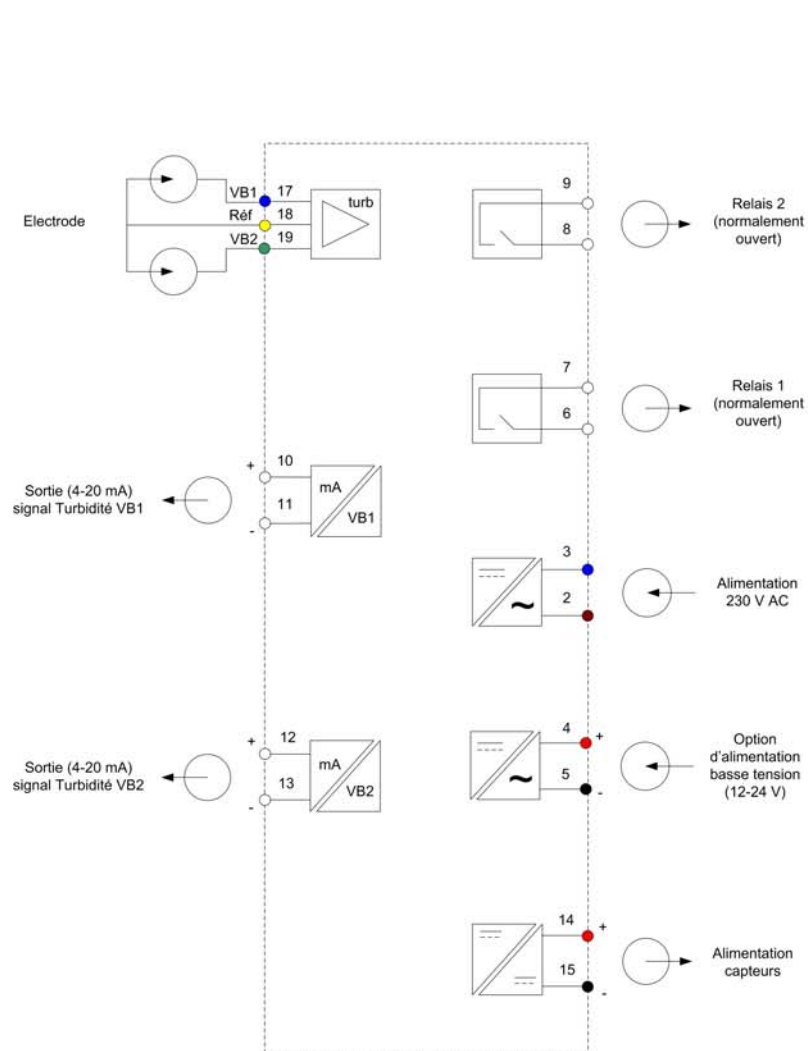 Electrode
VB1
17
Réf
18
VB2
19
turb
9
8
Relais 2
(normalement
ouvert)
7
6
Relais 1
(normalement
ouvert)
Sortie (4-20 mA)
signal Turbidité VB1
+
10
11
-
mA
VB1
3
2
~
Alimentation
230 V AC
Sortie (4-20 mA)
signal Turbidité VB2
+
12
13
-
mA
VB2
4
+
5
-
~
Option
d'alimentation
basse tension
(12-24 V)
14
+
15
-
Alimentation
capteurs